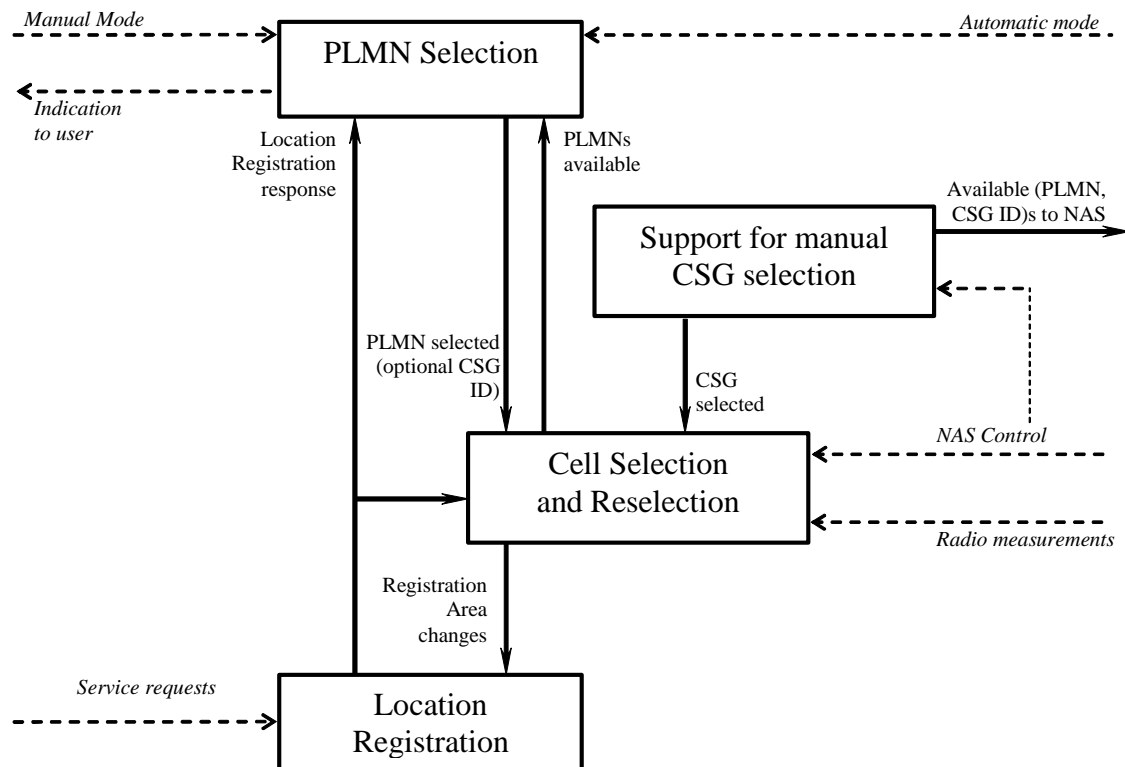 Manual Mode
Automatic mode
PLMN Selection
Indication
to user
Location
Registration
response
PLMNs
available
Available (PLMN,
CSG ID)s to NAS
Support for manual
CSG selection
PLMN selected
(optional CSG
ID)
CSG
selected
NAS Control
Cell Selection
and Reselection
Radio measurements
Registration
Area
changes
Service requests
Location
Registration